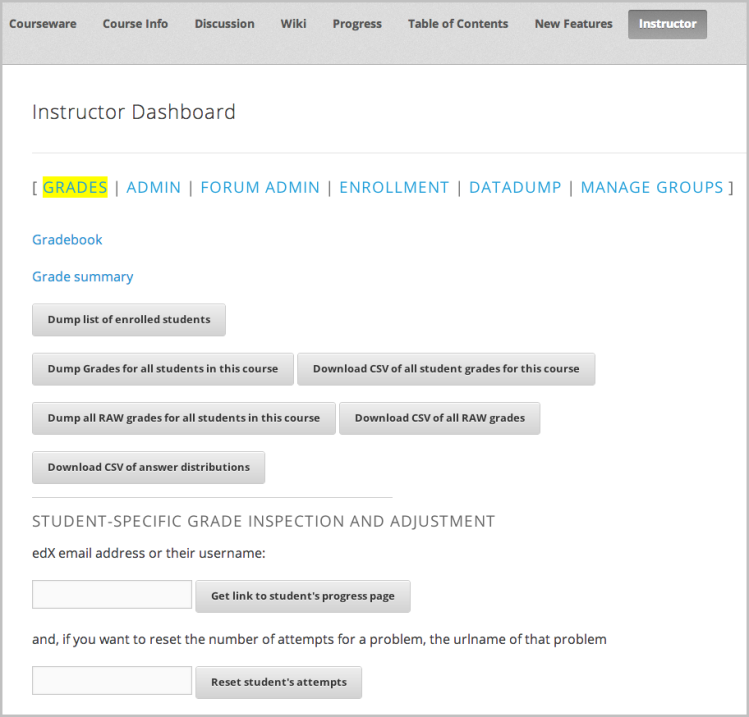 Courseware Course Info Discussion Wiki Progress Table of Contents New Features Instructor
Instructor Dashboard
[ GRADES | ADMIN | FORUM ADMIN | ENROLLMENT | DATADUMP | MANAGE GROUPS ]
Gradebook
Grade summary
Dump list of enrolled students
Dump Grades for all students in this course Download CSV of all student grades for this course
Dump all RAW grades for all students in this course Download CSV of all RAW grades
Download CSV of answer distributions
STUDENT-SPECIFIC GRADE INSPECTION AND ADJUSTMENT
edX email address or their username:
Get link to student's progress page
and, if you want to reset the number of attempts for a problem, the urlname of that problem
Reset student's attempts